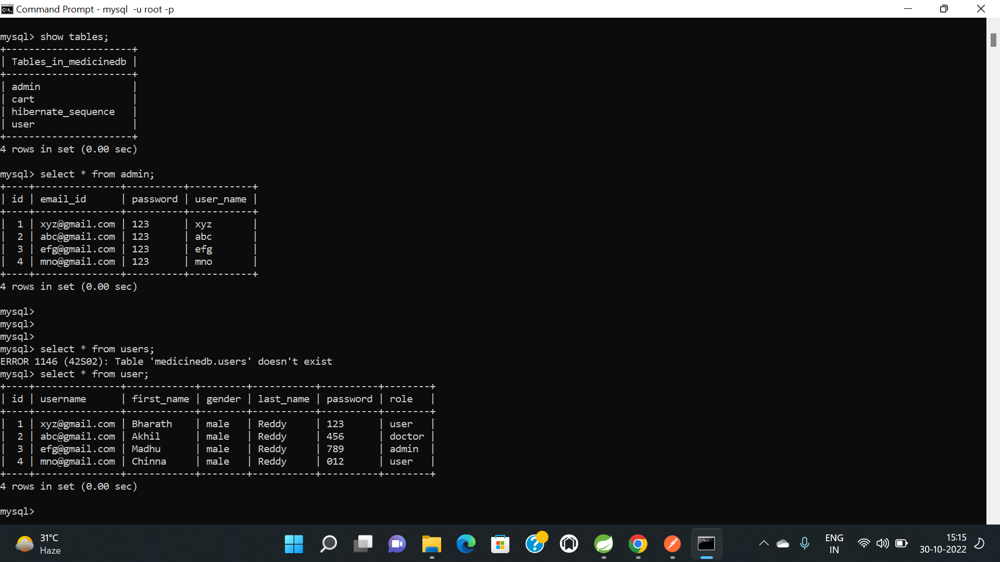 Command Prompt - mysql  -u root -p
mysql> show tables;
+----------------------+
| Tables_in_medicinedb |
+----------------------+
| admin                |
| cart                 |
| hibernate_sequence   |
| user                 |
+----------------------+
4 rows in set (0.00 sec)
mysql> select * from admin;
+----+---------------+----------+-----------+
| id | email_id      | password | user_name |
+----+---------------+----------+-----------+
|  1 | xyz@gmail.com | 123      | xyz       |
|  2 | abc@gmail.com | 123      | abc       |
|  3 | efg@gmail.com | 123      | efg       |
|  4 | mno@gmail.com | 123      | mno       |
+----+---------------+----------+-----------+
4 rows in set (0.00 sec)
mysql>
mysql>
mysql>
mysql> select * from users;
ERROR 1146 (42S02): Table 'medicinedb.users' doesn't exist
mysql> select * from user;
+----+---------------+------------+--------+-----------+----------+--------+
| id | username      | first_name | gender | last_name | password | role   |
+----+---------------+------------+--------+-----------+----------+--------+
|  1 | xyz@gmail.com | Bharath    | male   | Reddy     | 123      | user   |
|  2 | abc@gmail.com | Akhil      | male   | Reddy     | 456      | doctor |
|  3 | efg@gmail.com | Madhu      | male   | Reddy     | 789      | admin  |
|  4 | mno@gmail.com | Chinna     | male   | Reddy     | 012      | user   |
+----+---------------+------------+--------+-----------+----------+--------+
4 rows in set (0.00 sec)
mysql>
31°C
Haze
ENG
IN
15:15
30-10-2022